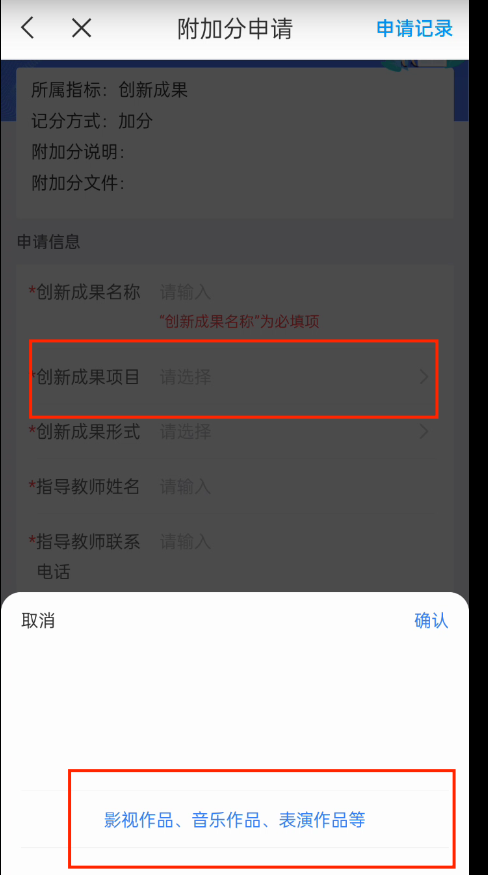 附加分申请
申请记录
所属指标：创新成果
记分方式：加分
附加分说明：
附加分文件：
申请信息
*创新成果名称 请输入
"创新成果名称"为必填项
*创新成果项目 请选择
*创新成果形式 请选择
*指导教师姓名 请输入
*指导教师联系 请输入
电话
取消
确认
影视作品、音乐作品、表演作品等